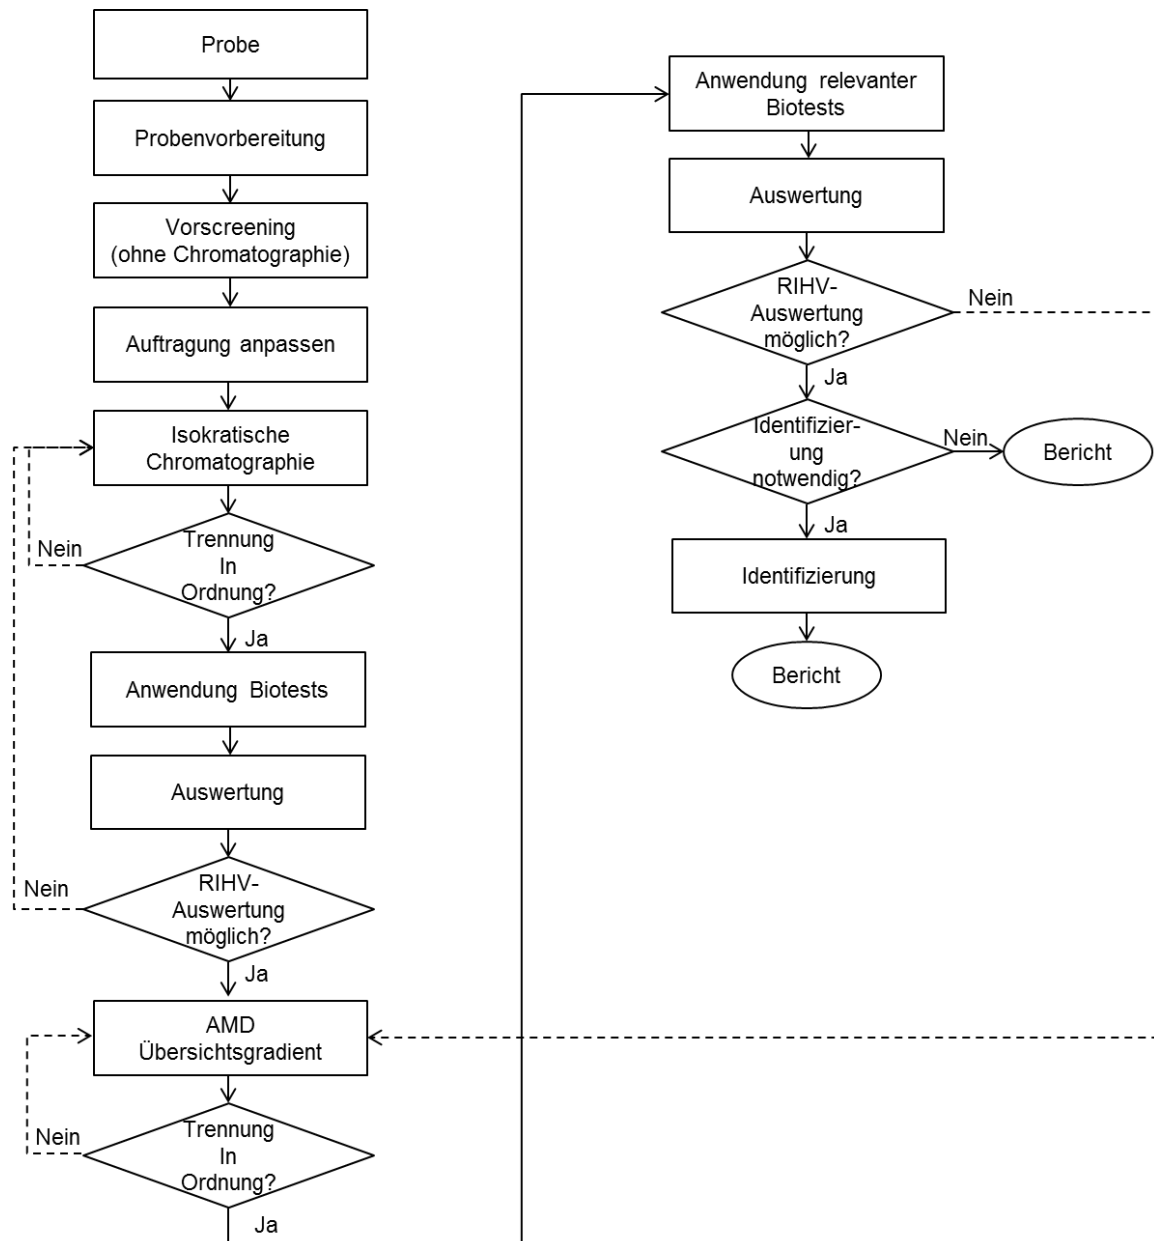 Probe
Probenvorbereitung
Vorscreening
(ohne Chromatographie)
Auftragung anpassen
Isokratische
Chromatographie
Nein
Trennung
In
Ordnung?
Ja
Anwendung Biotests
Auswertung
Nein
RIHV-
Auswertung
möglich?
Ja
AMD
Übersichtsgradient
Nein
Trennung
In
Ordnung?
Ja
Anwendung relevanter
Biotests
Auswertung
RIHV-
Auswertung
möglich?
Nein
Ja
Identifizier-
ung
notwendig?
Nein
Bericht
Ja
Identifizierung
Bericht